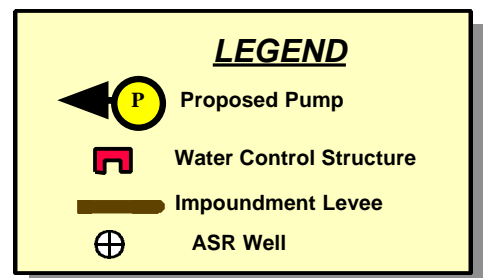 LEGEND
P Proposed Pump
Water Control Structure
Impoundment Levee
ASR Well